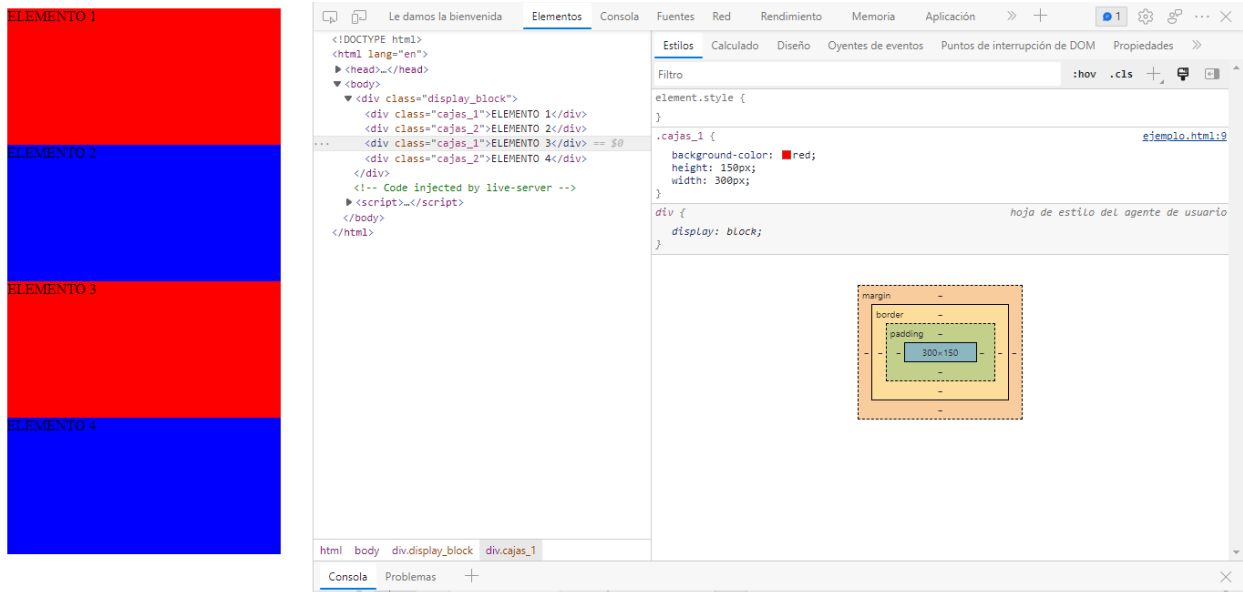 ELEMENTO 1
ELEMENTO 2
ELEMENTO 3
ELEMENTO 4
Le damos la bienvenida Elementos Consola Fuentes Red Rendimiento Memoria Aplicación » + 1 ··· ×
<!DOCTYPE html>
<html lang="en">
▶ <head>…</head>
▼ <body>
▼ <div class="display_block">
<div class="cajas_1">ELEMENTO 1</div>
<div class="cajas_2">ELEMENTO 2</div>
··· <div class="cajas_1">ELEMENTO 3</div> == $0
<div class="cajas_2">ELEMENTO 4</div>
</div>
<!-- Code injected by live-server -->
▶ <script>…</script>
</body>
</html>
html body div.display_block div.cajas_1
Estilos Calculado Diseño Oyentes de eventos Puntos de interrupción de DOM Propiedades »
Filtro :hov .cls +
element.style {
}
.cajas_1 { ejemplo.html:9
background-color: red;
height: 150px;
width: 300px;
}
div { hoja de estilo del agente de usuario
display: block;
}
margin –
border –
padding –
– – – 300×150 – – –
–
–
–
Consola Problemas + ×